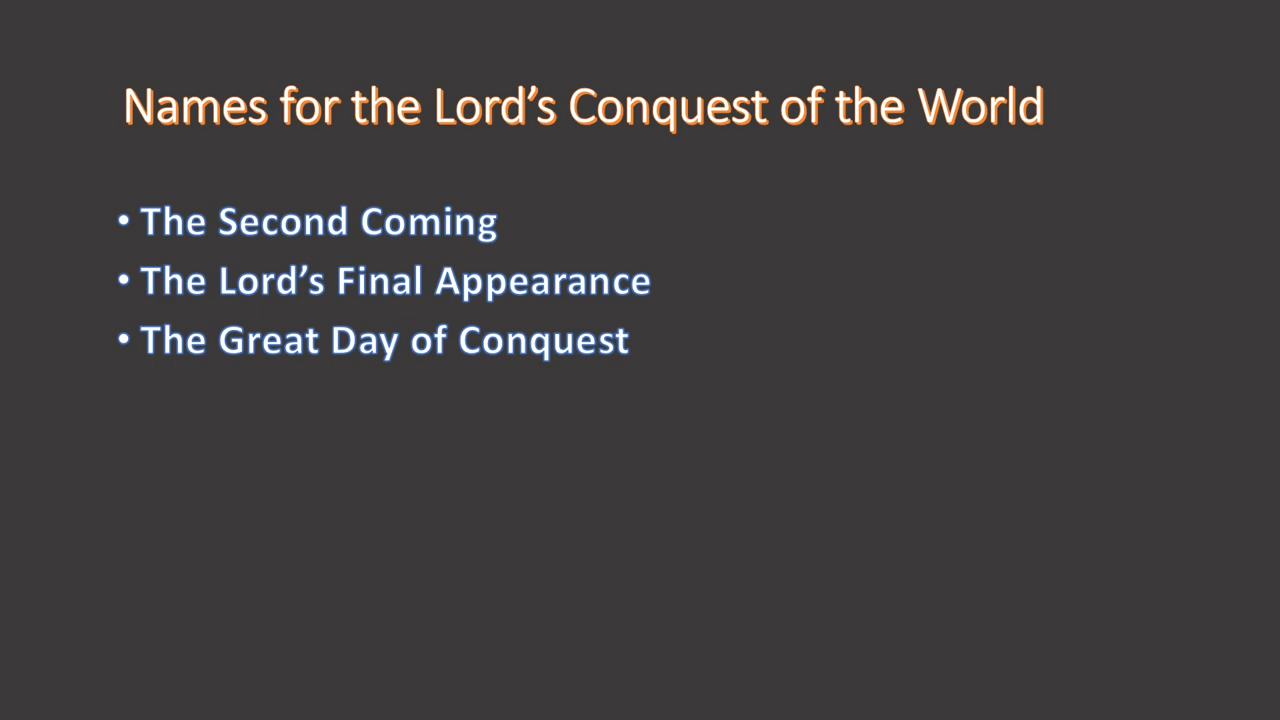 Names for the Lord’s Conquest of the World
• The Second Coming
• The Lord’s Final Appearance
• The Great Day of Conquest